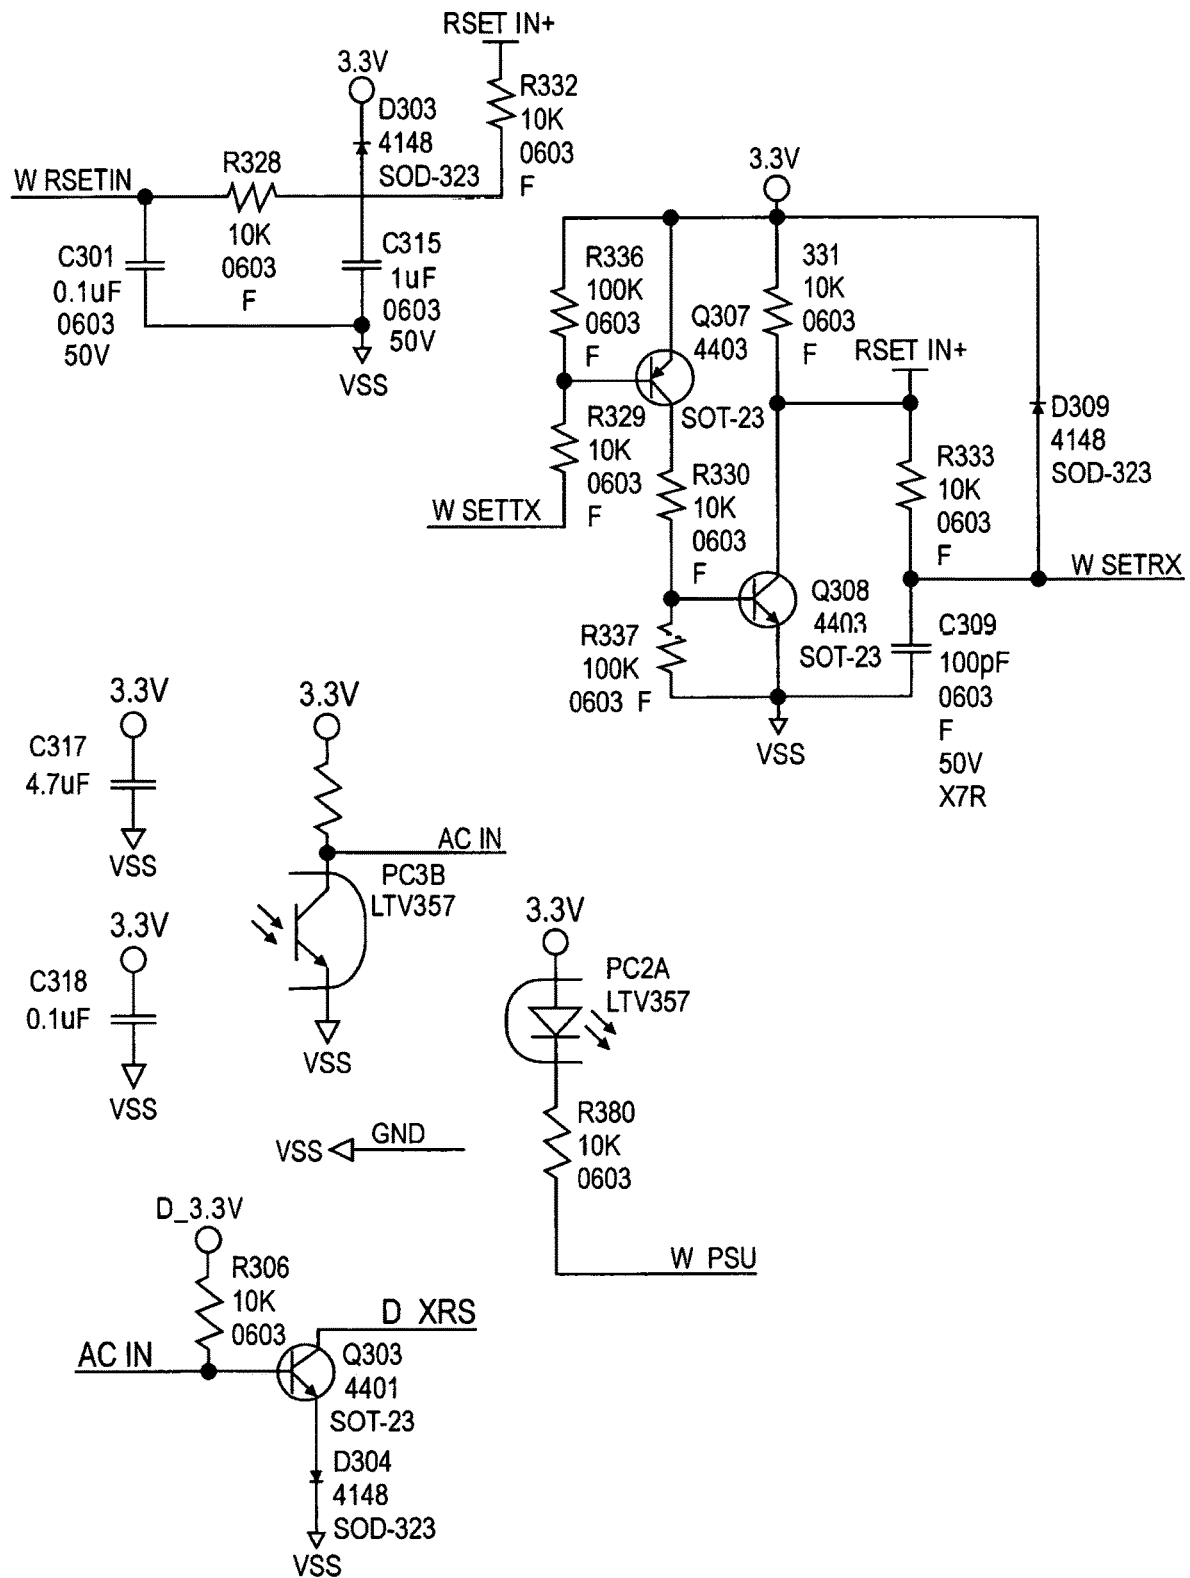 RSET IN+
3.3V
R332
10K
0603
F
D303
4148
SOD-323
R328
10K
0603
F
W RSETIN
C301
0.1uF
0603
50V
C315
1uF
0603
50V
VSS
3.3V
R336
100K
0603
F
Q307
4403
SOT-23
331
10K
0603
F
RSET IN+
D309
4148
SOD-323
R329
10K
0603
F
W SETTX
R330
10K
0603
F
R333
10K
0603
F
W SETRX
Q308
4403
SOT-23
R337
100K
0603 F
C309
100pF
0603
F
50V
X7R
VSS
3.3V
C317
4.7uF
VSS
3.3V
AC IN
PC3B
LTV357
VSS
3.3V
C318
0.1uF
VSS
3.3V
PC2A
LTV357
R380
10K
0603
W PSU
VSS
GND
D_3.3V
R306
10K
0603
AC IN
D XRS
Q303
4401
SOT-23
D304
4148
SOD-323
VSS